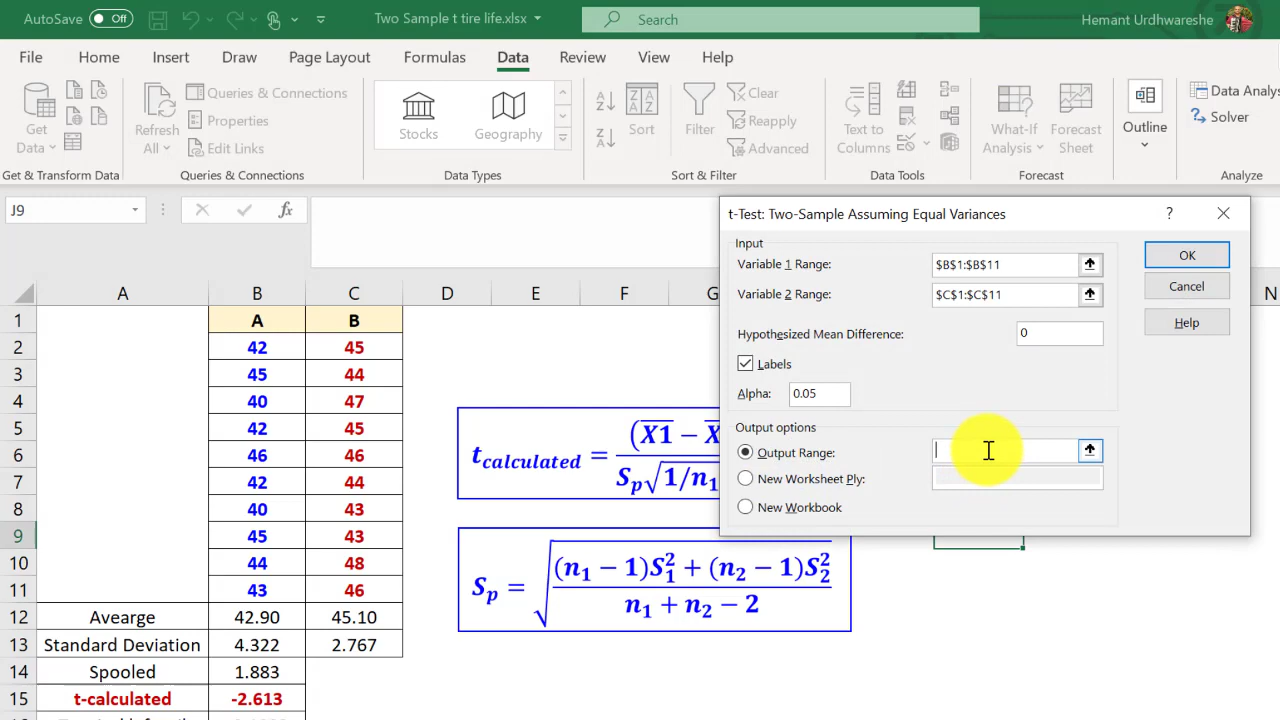 AutoSave Off Two Sample t tire life.xlsx Search Hemant Urdhwareshe
File Home Insert Draw Page Layout Formulas Data Review View Help
Get Data
Refresh All
Queries & Connections
Properties
Edit Links
Stocks Geography
Sort
Filter
Clear
Reapply
Advanced
Text to Columns
What-If Analysis
Forecast Sheet
Outline
Data Analys
Solver
Get & Transform Data Queries & Connections Data Types Sort & Filter Data Tools Forecast Analyze
J9 fx
t-Test: Two-Sample Assuming Equal Variances ?
Input
Variable 1 Range: $B$1:$B$11
Variable 2 Range: $C$1:$C$11
Hypothesized Mean Difference: 0
Labels
Alpha: 0.05
Output options
Output Range:
New Worksheet Ply:
New Workbook
OK
Cancel
Help
A B C D E F G N
1 A B
2 42 45
3 45 44
4 40 47
5 42 45
6 46 46
7 42 44
8 40 43
9 45 43
10 44 48
11 43 46
12 Avearge 42.90 45.10
13 Standard Deviation 4.322 2.767
14 Spooled 1.883
15 t-calculated -2.613
t calculated = (X1 − X
Sp√1/n1
Sp = √((n1 − 1)S1² + (n2 − 1)S2²
n1 + n2 − 2